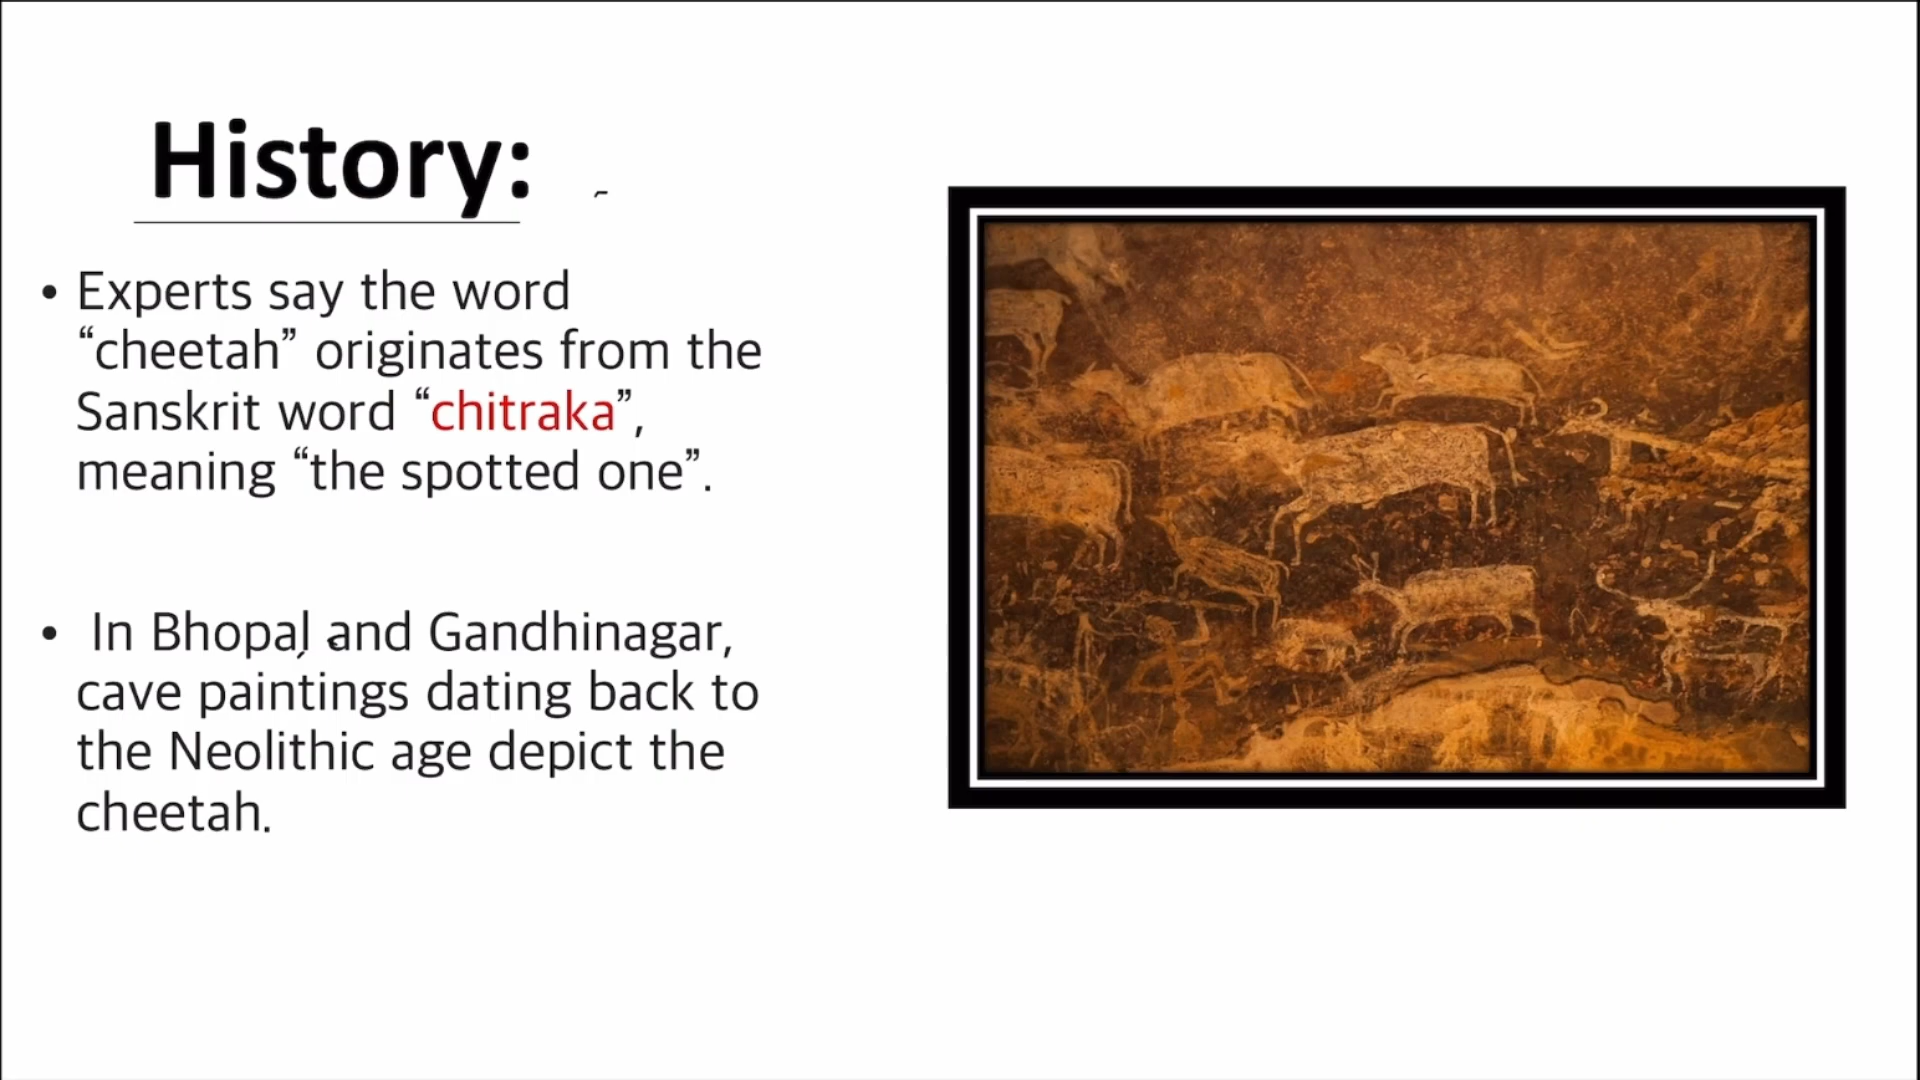 History:
• Experts say the word
“cheetah” originates from the
Sanskrit word “chitraka”,
meaning “the spotted one”.
• In Bhopal and Gandhinagar,
cave paintings dating back to
the Neolithic age depict the
cheetah.